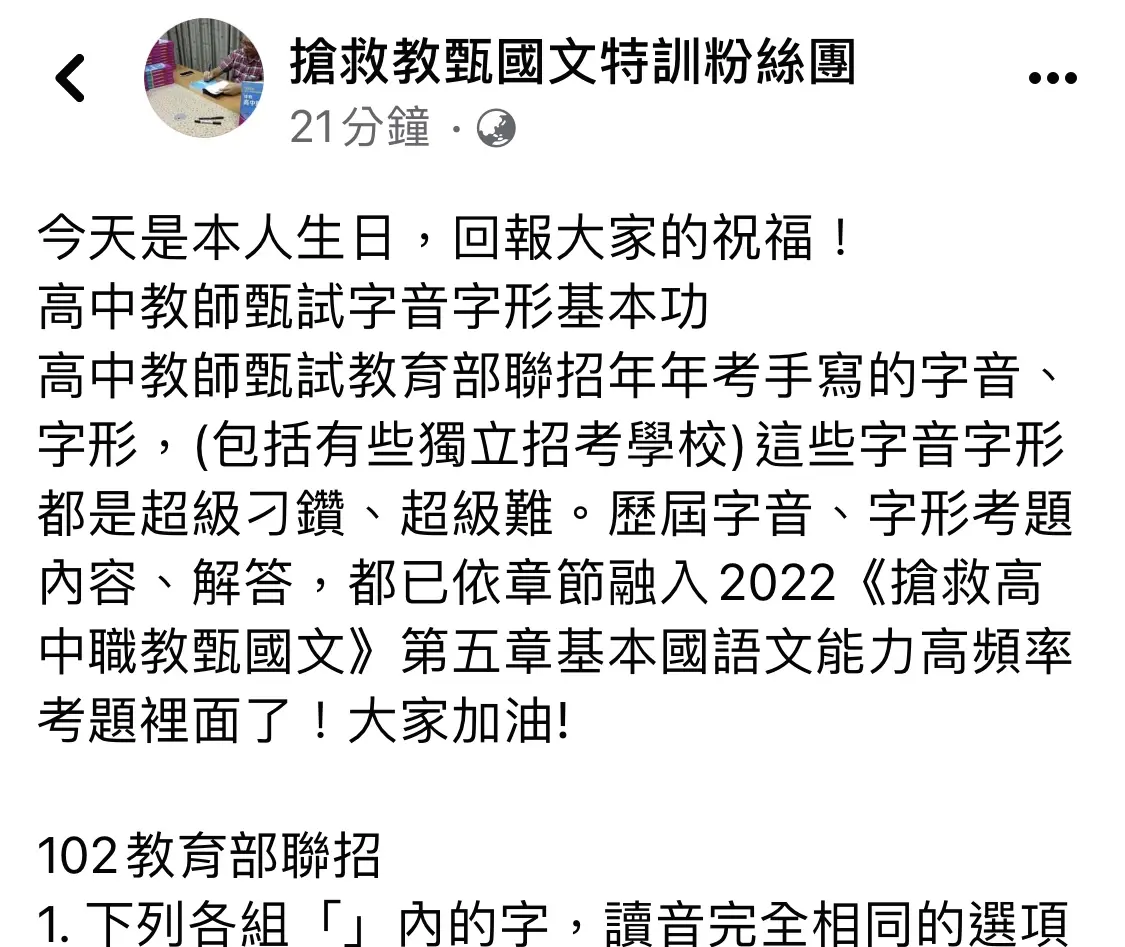 搶救教甄國文特訓粉絲團
21分鐘 ·
今天是本人生日，回報大家的祝福！
高中教師甄試字音字形基本功
高中教師甄試教育部聯招年年考手寫的字音、
字形，(包括有些獨立招考學校)這些字音字形
都是超級刁鑽、超級難。歷屆字音、字形考題
內容、解答，都已依章節融入2022《搶救高
中職教甄國文》第五章基本國語文能力高頻率
考題裡面了！大家加油!
102教育部聯招
1. 下列各組「」內的字，讀音完全相同的選項